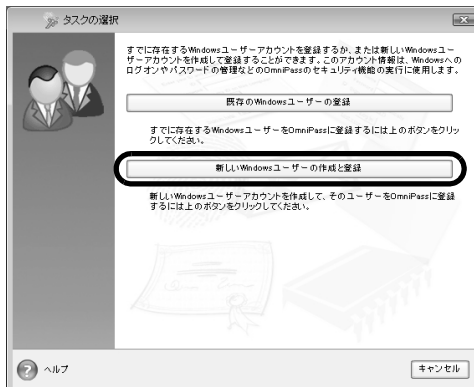 タスクの選択
すでに存在するWindowsユーザーアカウントを登録するか、または新しいWindowsユー
ザーアカウントを作成して登録することができます。このアカウント情報は、Windowsへの
ログオンやパスワードの管理などのOmniPassのセキュリティ機能の実行に使用します。
既存のWindowsユーザーの登録
すでに存在するWindowsユーザーをOmniPassに登録するには上のボタンをクリッ
クしてください。
新しいWindowsユーザーの作成と登録
新しいWindowsユーザーアカウントを作成して、そのユーザーをOmniPassに登録
するには上のボタンをクリックしてください。
ヘルプ
キャンセル